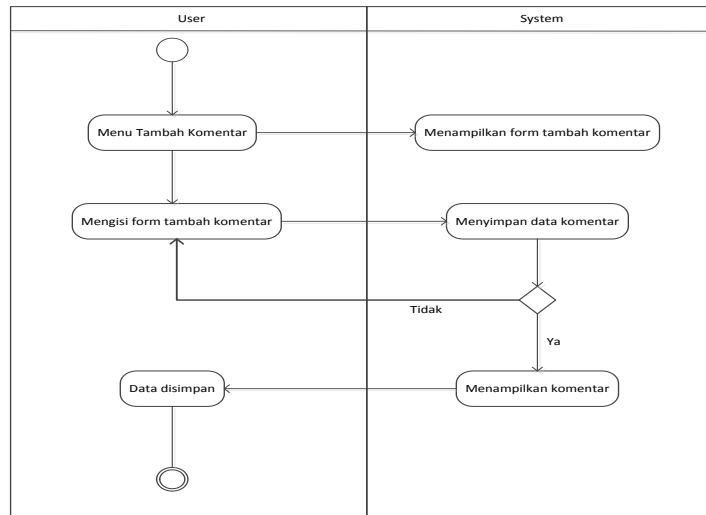 User
System
Menu Tambah Komentar
Menampilkan form tambah komentar
Mengisi form tambah komentar
Menyimpan data komentar
Tidak
Ya
Data disimpan
Menampilkan komentar